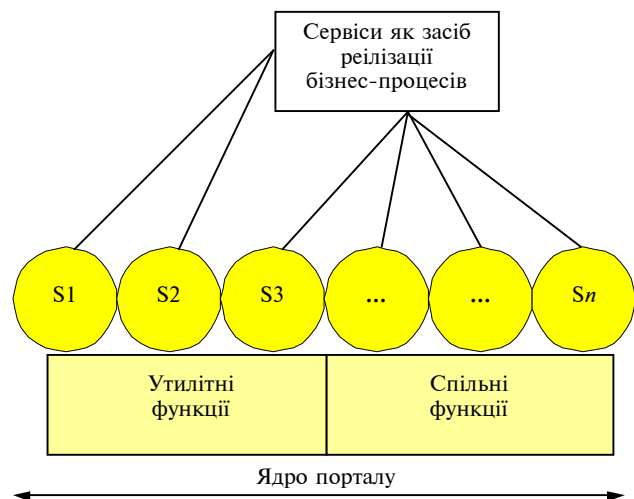 Сервіси як засіб
реілізації
бізнес-процесів
S1 S2 S3 ... ... Sn
Утилітні
функції
Спільні
функції
Ядро порталу